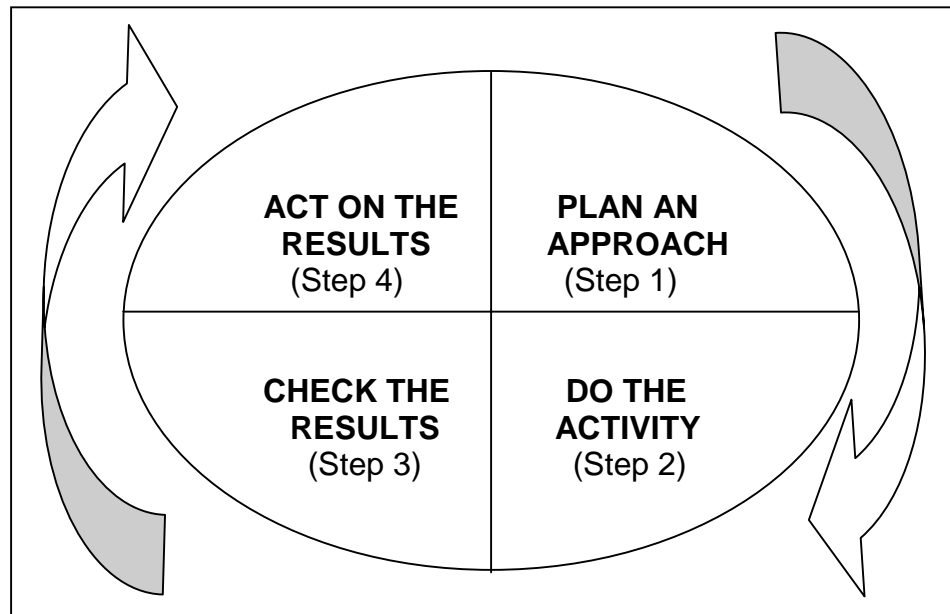 ACT ON THE
RESULTS
(Step 4)
PLAN AN
APPROACH
(Step 1)
CHECK THE
RESULTS
(Step 3)
DO THE
ACTIVITY
(Step 2)